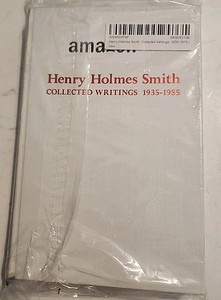 amazon
Henry Holmes Smith
COLLECTED WRITINGS 1935-1985